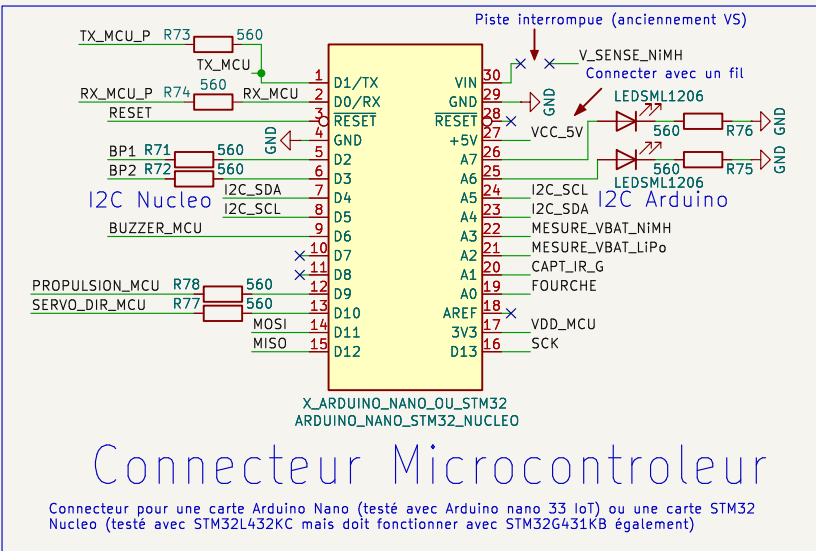 Piste interrompue (anciennement VS)
TX_MCU_P R73 560
TX_MCU
V_SENSE_NiMH
Connecter avec un fil
1 D1/TX VIN 30
RX_MCU_P R74 560 RX_MCU
2 D0/RX GND 29 GND
LEDSML1206
RESET
3 RESET RESET 28
560 R76 GND
GND 4 GND +5V 27 VCC_5V
BP1 R71 560
5 D2 A7 26
BP2 R72 560
6 D3 A6 25
560 R75 GND
LEDSML1206
I2C Nucleo
I2C Arduino
I2C_SDA 7 D4 A5 24 I2C_SCL
I2C_SCL 8 D5 A4 23 I2C_SDA
BUZZER_MCU 9 D6 A3 22 MESURE_VBAT_NiMH
10 D7 A2 21 MESURE_VBAT_LiPo
11 D8 A1 20 CAPT_IR_G
PROPULSION_MCU R78 560 12 D9 A0 19 FOURCHE
SERVO_DIR_MCU R77 560 13 D10 AREF 18
MOSI 14 D11 3V3 17 VDD_MCU
MISO 15 D12 D13 16 SCK
X_ARDUINO_NANO_OU_STM32
ARDUINO_NANO_STM32_NUCLEO
Connecteur Microcontroleur
Connecteur pour une carte Arduino Nano (testé avec Arduino nano 33 IoT) ou une carte STM32
Nucleo (testé avec STM32L432KC mais doit fonctionner avec STM32G431KB également)